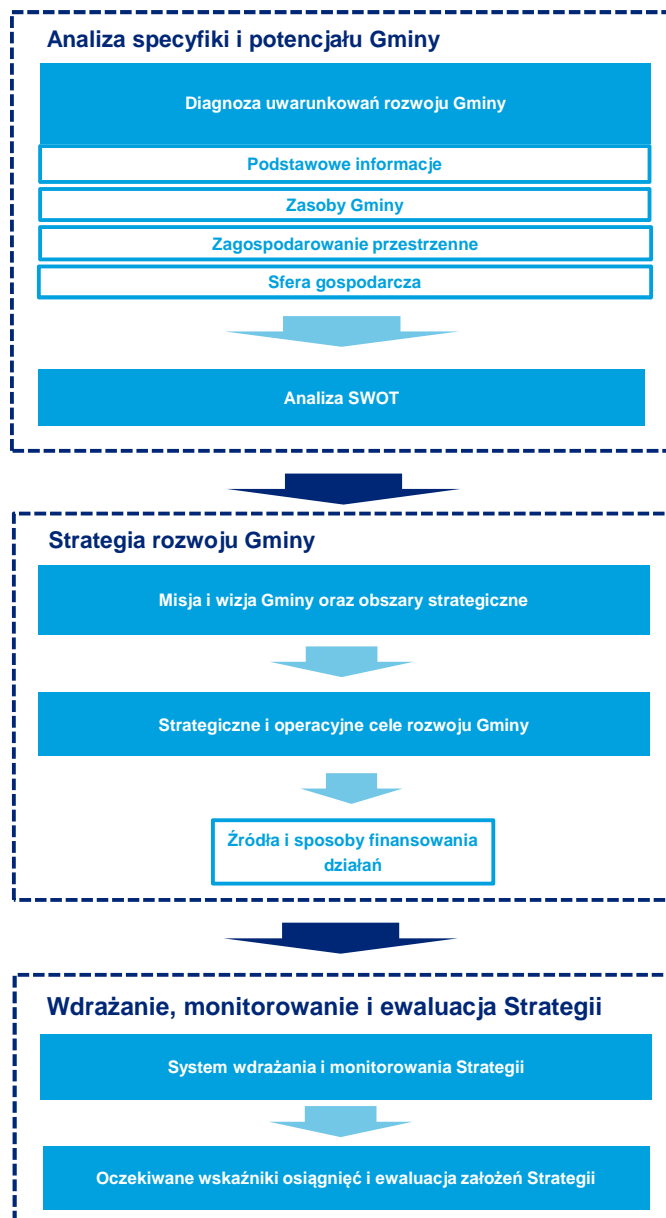 Analiza specyfiki i potencjału Gminy
Diagnoza uwarunkowań rozwoju Gminy
Podstawowe informacje
Zasoby Gminy
Zagospodarowanie przestrzenne
Sfera gospodarcza
Analiza SWOT
Strategia rozwoju Gminy
Misja i wizja Gminy oraz obszary strategiczne
Strategiczne i operacyjne cele rozwoju Gminy
Źródła i sposoby finansowania
działań
Wdrażanie, monitorowanie i ewaluacja Strategii
System wdrażania i monitorowania Strategii
Oczekiwane wskaźniki osiągnięć i ewaluacja założeń Strategii